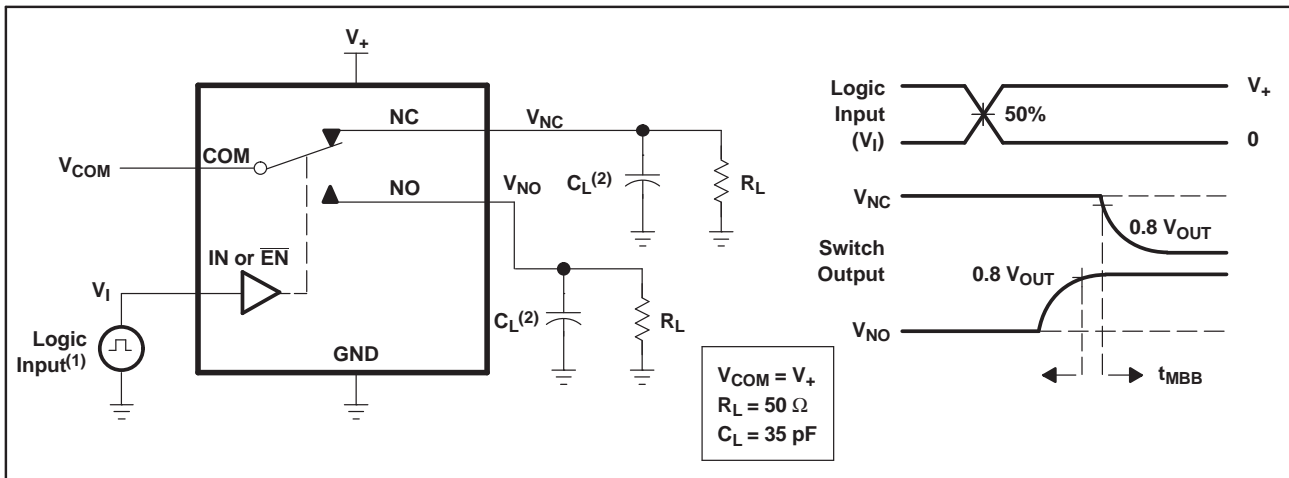 V+
NC
VNC
COM
VCOM
CL(2)
RL
NO
VNO
IN or E̅N̅
VI
CL(2)
RL
Logic
Input(1)
GND
VCOM = V+
RL = 50 Ω
CL = 35 pF
Logic
Input
(VI)
50%
V+
0
VNC
0.8 VOUT
Switch
Output
0.8 VOUT
VNO
tMBB